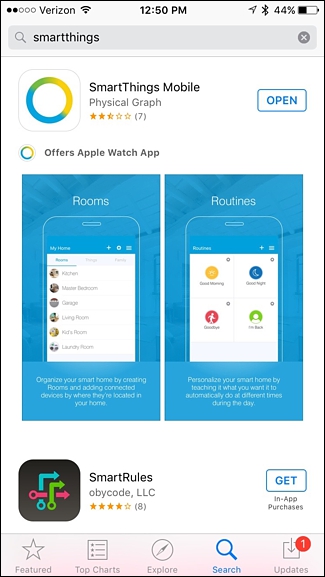 Verizon 12:50 PM 44%
smartthings
SmartThings Mobile
Physical Graph
(7)
OPEN
Offers Apple Watch App
Rooms
My Home
Rooms Things Family
Kitchen
Master Bedroom
Garage
Living Room
Kid's Room
Laundry Room
Organize your smart home by creating
Rooms and adding connected
devices by where they're located in
your home.
Routines
Routines
Good Morning Good Night
Goodbye I'm Back
Personalize your smart home by
teaching it what you want it to
automatically do at different times
during the day.
SmartRules
obycode, LLC
(8)
GET
In-App
Purchases
1
Featured Top Charts Explore Search Updates